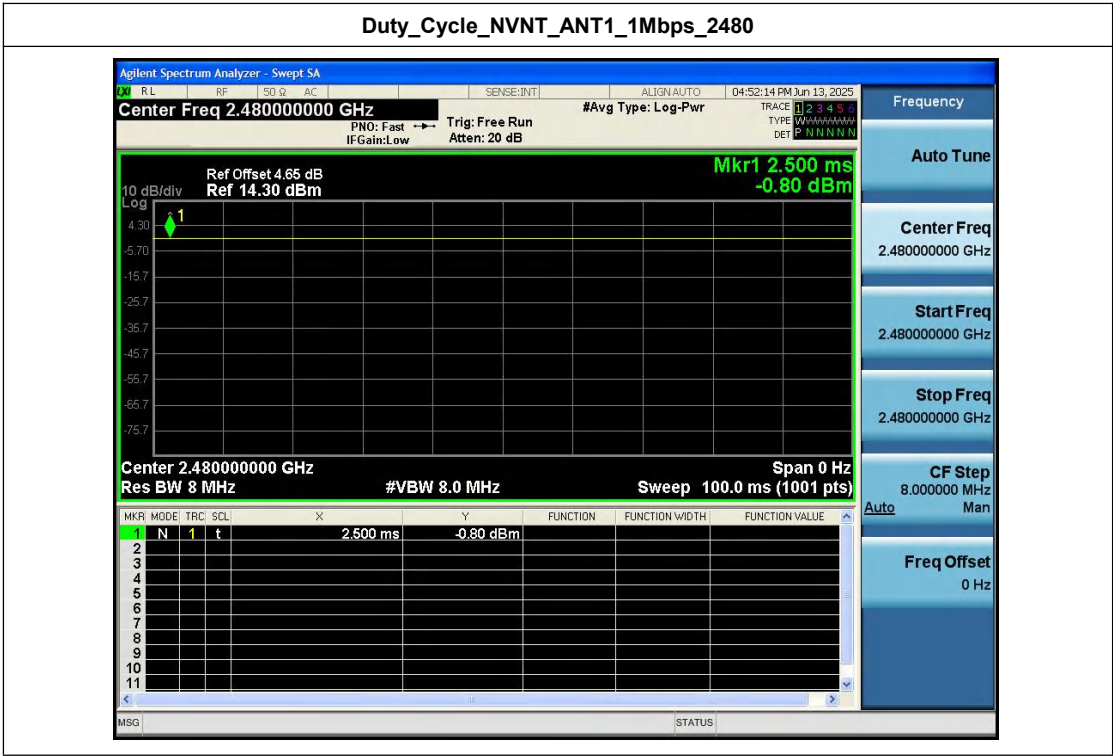 Duty_Cycle_NVNT_ANT1_1Mbps_2480
Agilent Spectrum Analyzer - Swept SA
LXI RL RF 50 Ω AC SENSE:INT ALIGN AUTO 04:52:14 PM Jun 13, 2025
Center Freq 2.480000000 GHz
PNO: Fast
IFGain:Low
Trig: Free Run
Atten: 20 dB
#Avg Type: Log-Pwr
TRACE 1 2 3 4 5 6
TYPE W
DET P N N N N N
Mkr1 2.500 ms
-0.80 dBm
Ref Offset 4.65 dB
10 dB/div Ref 14.30 dBm
Log
1
4.30
-5.70
-15.7
-25.7
-35.7
-45.7
-55.7
-65.7
-75.7
Center 2.480000000 GHz Span 0 Hz
Res BW 8 MHz #VBW 8.0 MHz Sweep 100.0 ms (1001 pts)
MKR MODE TRC SCL X Y FUNCTION FUNCTION WIDTH FUNCTION VALUE
1 N 1 t 2.500 ms -0.80 dBm
2
3
4
5
6
7
8
9
10
11
MSG STATUS
Frequency
Auto Tune
Center Freq
2.480000000 GHz
Start Freq
2.480000000 GHz
Stop Freq
2.480000000 GHz
CF Step
8.000000 MHz
Auto Man
Freq Offset
0 Hz